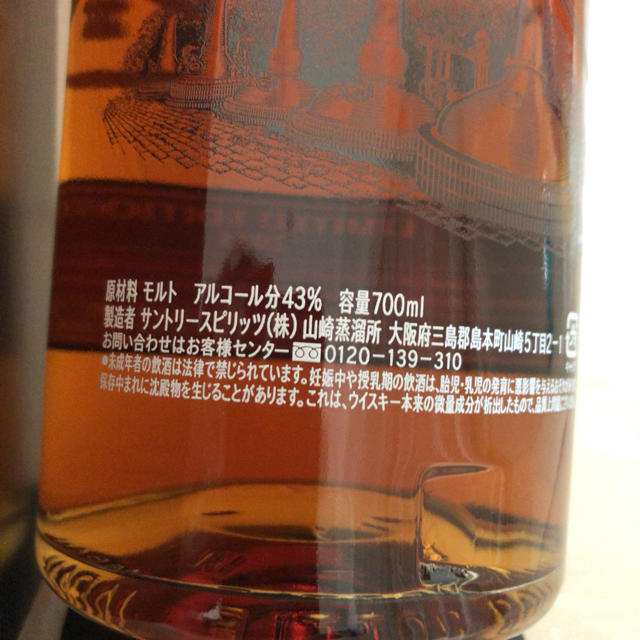 原材料 モルト アルコール分43% 容量700ml
製造者 サントリースピリッツ(株) 山崎蒸溜所 大阪府三島郡島本町山崎5丁目2-1
お問い合わせはお客様センター 0120-139-310
●未成年者の飲酒は法律で禁じられています。妊娠中や授乳期の飲酒は、胎児・乳児の発育に悪影響を与える
保存中まれに沈殿物を生じることがあります。これは、ウイスキー本来の微量成分が析出したもので、品質上問題